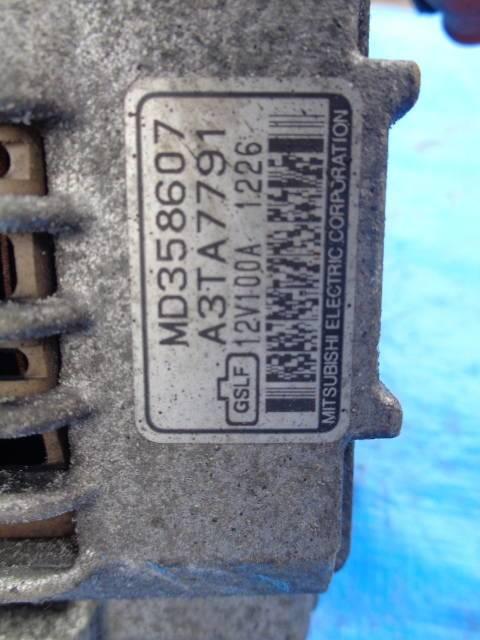 MD358607
A3TA7791
GSLF 12V100A 1226
MITSUBISHI ELECTRIC CORPORATION